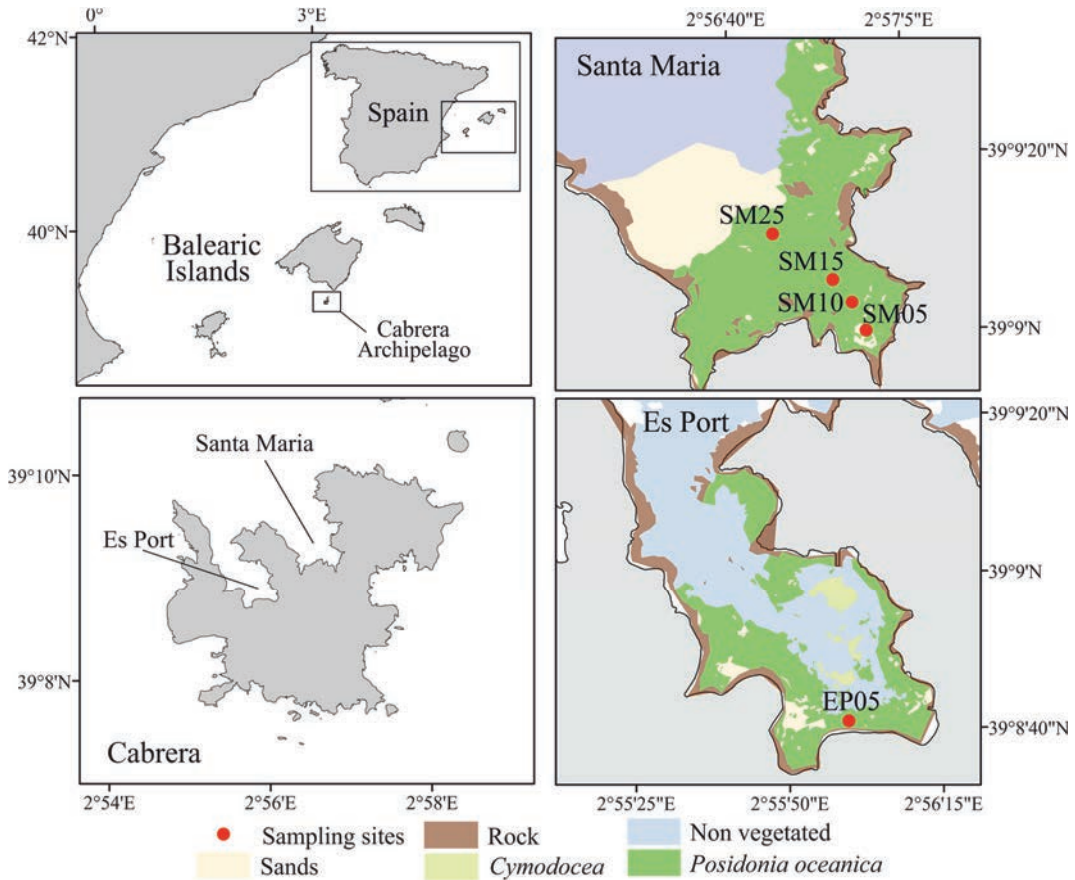 0° 3°E
42°N
40°N
Spain
Balearic
Islands
Cabrera
Archipelago
2°56'40"E 2°57'5"E
Santa Maria
39°9'20"N
39°9'N
SM25
SM15
SM10
SM05
39°10'N
39°8'N
Santa Maria
Es Port
Cabrera
2°54'E 2°56'E 2°58'E
Es Port
39°9'20"N
39°9'N
39°8'40"N
EP05
2°55'25"E 2°55'50"E 2°56'15"E
Sampling sites Rock Non vegetated
Sands Cymodocea Posidonia oceanica